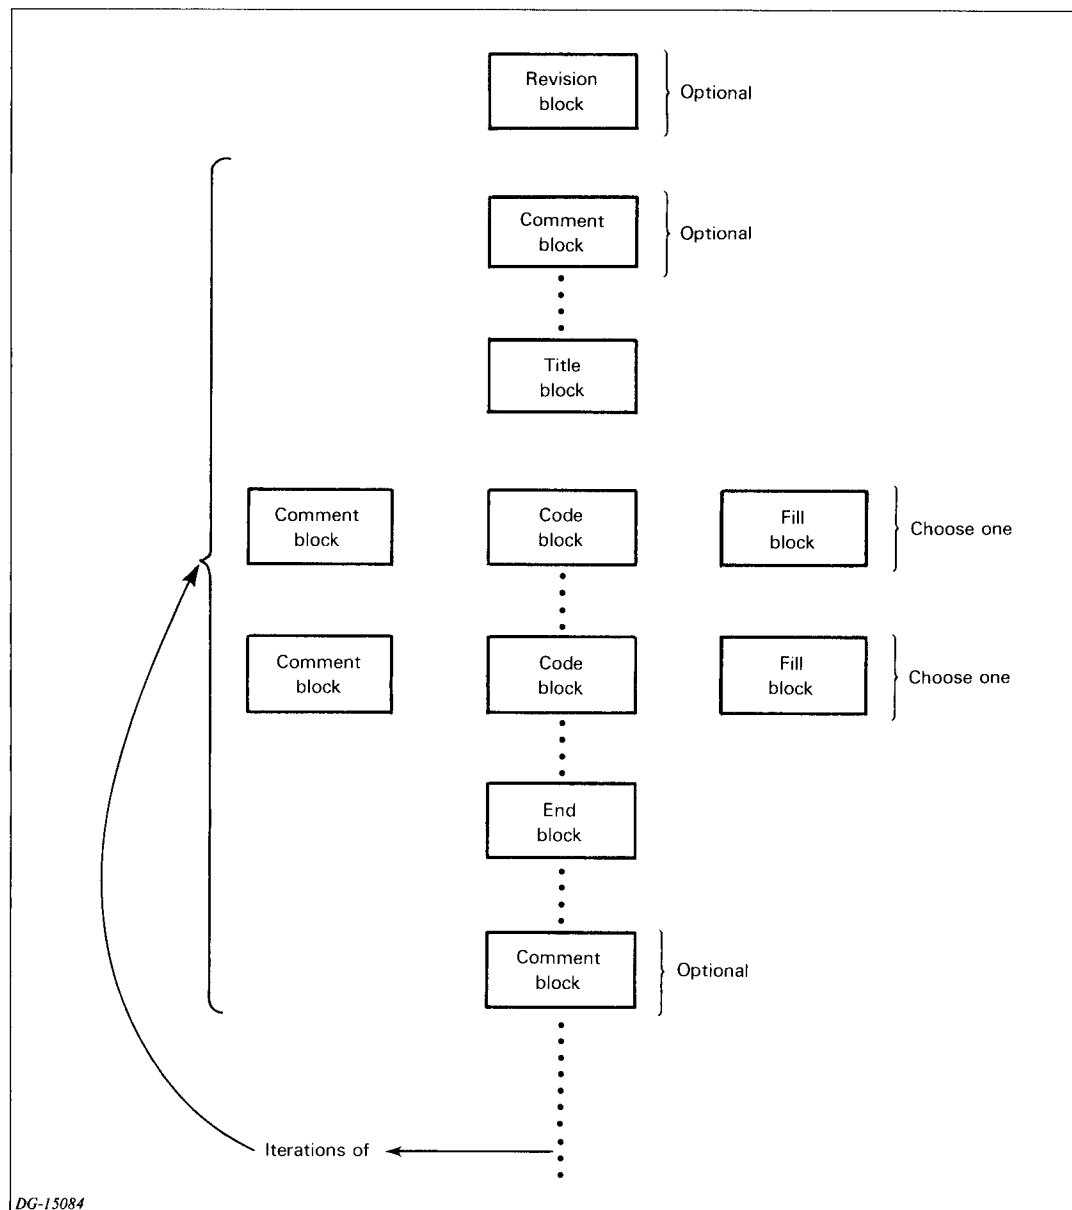 Revision
block
Optional
Comment
block
Optional
Title
block
Comment
block
Code
block
Fill
block
Choose one
Comment
block
Code
block
Fill
block
Choose one
End
block
Comment
block
Optional
Iterations of
DG-15084